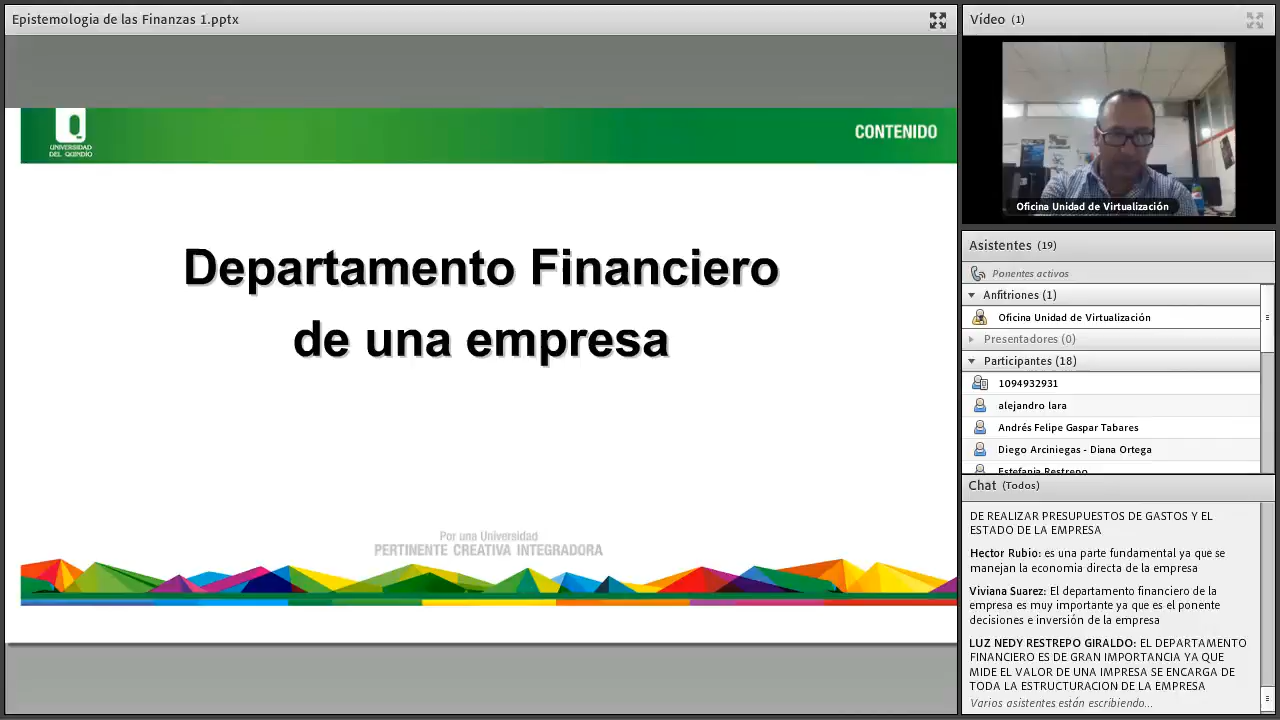 Epistemologia de las Finanzas 1.pptx
UNIVERSIDAD
DEL QUINDÍO
CONTENIDO
Departamento Financiero
de una empresa
Por una Universidad
PERTINENTE CREATIVA INTEGRADORA
Vídeo (1)
Oficina Unidad de Virtualización
Asistentes (19)
Ponentes activos
Anfitriones (1)
Oficina Unidad de Virtualización
Presentadores (0)
Participantes (18)
1094932931
alejandro lara
Andrés Felipe Gaspar Tabares
Diego Arciniegas - Diana Ortega
Estefania Restrepo
Chat (Todos)
DE REALIZAR PRESUPUESTOS DE GASTOS Y EL
ESTADO DE LA EMPRESA
Hector Rubio: es una parte fundamental ya que se
manejan la economia directa de la empresa
Viviana Suarez: El departamento financiero de la
empresa es muy importante ya que es el ponente
decisiones e inversión de la empresa
LUZ NEDY RESTREPO GIRALDO: EL DEPARTAMENTO
FINANCIERO ES DE GRAN IMPORTANCIA YA QUE
MIDE EL VALOR DE UNA IMPRESA SE ENCARGA DE
TODA LA ESTRUCTURACION DE LA EMPRESA
Varios asistentes están escribiendo...